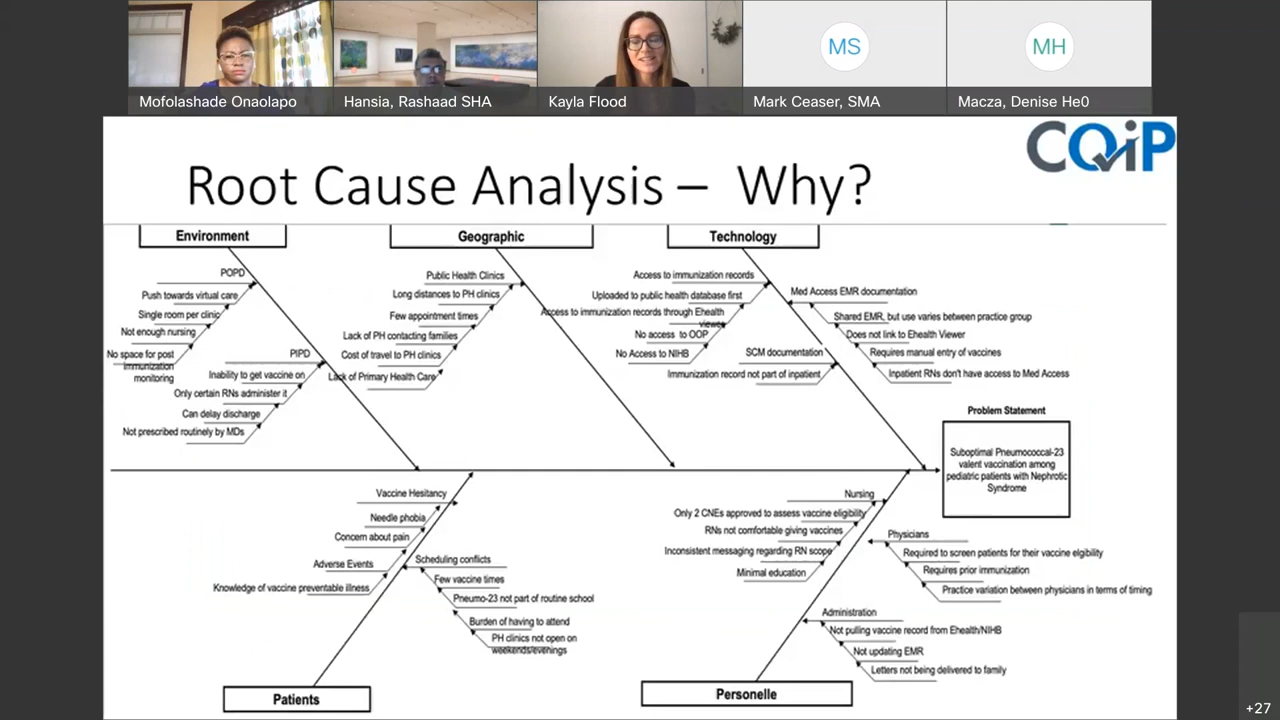 MS
MH
Mofolashade Onaolapo
Hansia, Rashaad SHA
Kayla Flood
Mark Ceaser, SMA
Macza, Denise He0
CQiP
Root Cause Analysis – Why?
Environment
POPD
Push towards virtual care
Single room per clinic
Not enough nursing
No space for post
immunization
monitoring
PIPD
Inability to get vaccine on
Only certain RNs administer it
Can delay discharge
Not prescribed routinely by MDs
Geographic
Public Health Clinics
Long distances to PH clinics
Few appointment times
Lack of PH contacting families
Cost of travel to PH clinics
Lack of Primary Health Care
Technology
Access to immunization records
Uploaded to public health database first
Access to immunization records through Ehealth
viewer
No access to OOP
No Access to NIHB
SCM documentation
Immunization record not part of inpatient
Med Access EMR documentation
Shared EMR, but use varies between practice group
Does not link to Ehealth Viewer
Requires manual entry of vaccines
Inpatient RNs don't have access to Med Access
Problem Statement
Suboptimal Pneumococcal-23
valent vaccination among
pediatric patients with Nephrotic
Syndrome
Vaccine Hesitancy
Needle phobia
Concern about pain
Adverse Events
Knowledge of vaccine preventable illness
Scheduling conflicts
Few vaccine times
Pneumo-23 not part of routine school
Burden of having to attend
PH clinics not open on
weekends/evenings
Patients
Nursing
Only 2 CNEs approved to assess vaccine eligibility
RNs not comfortable giving vaccines
Inconsistent messaging regarding RN scope
Minimal education
Physicians
Required to screen patients for their vaccine eligibility
Requires prior immunization
Practice variation between physicians in terms of timing
Administration
Not pulling vaccine record from Ehealth/NIHB
Not updating EMR
Letters not being delivered to family
Personelle
+27